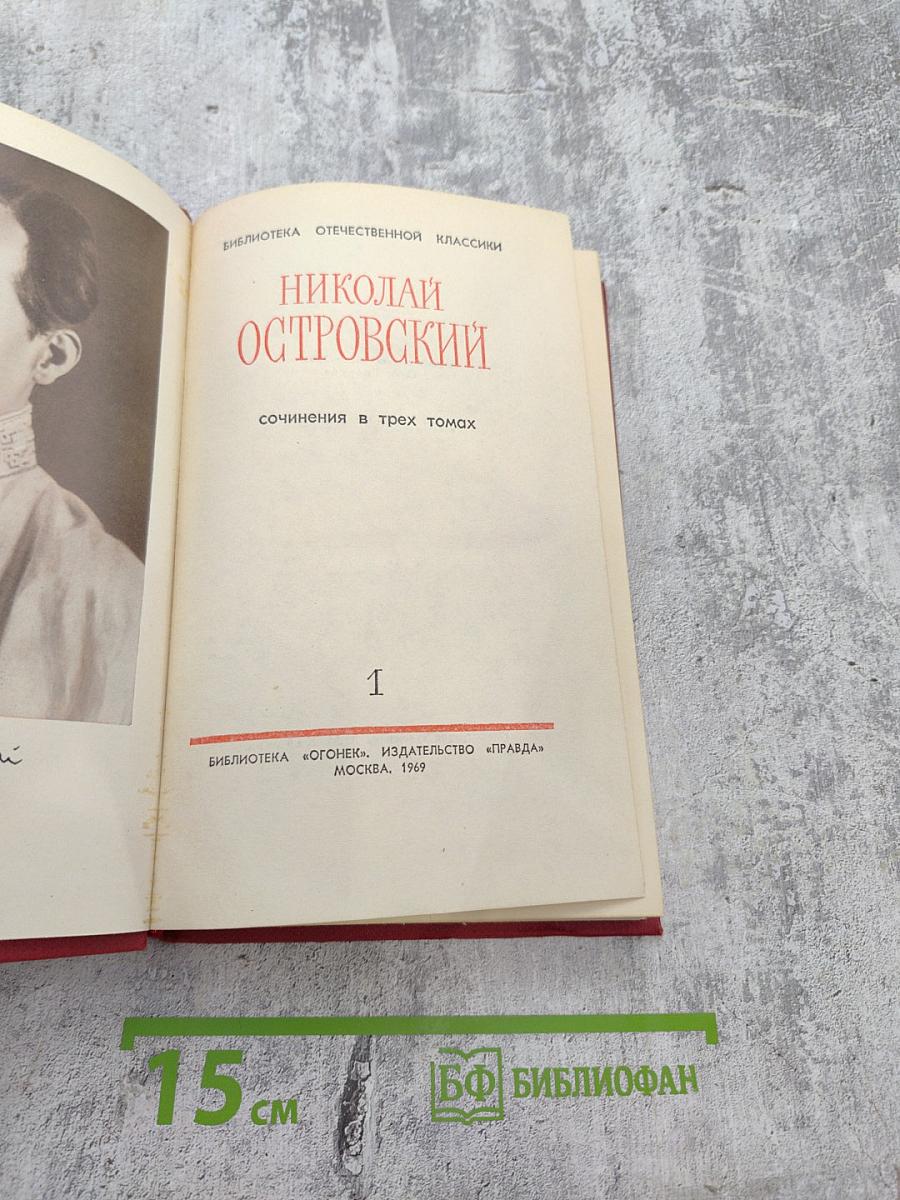 БИБЛИОТЕКА ОТЕЧЕСТВЕННОЙ КЛАССИКИ
НИКОЛАЙ
ОСТРОВСКИЙ
СОЧИНЕНИЯ В ТРЕХ ТОМАХ
1
БИБЛИОТЕКА «ОГОНЕК». ИЗДАТЕЛЬСТВО «ПРАВДА»
МОСКВА, 1969
15 см
БФ БИБЛИОФАН